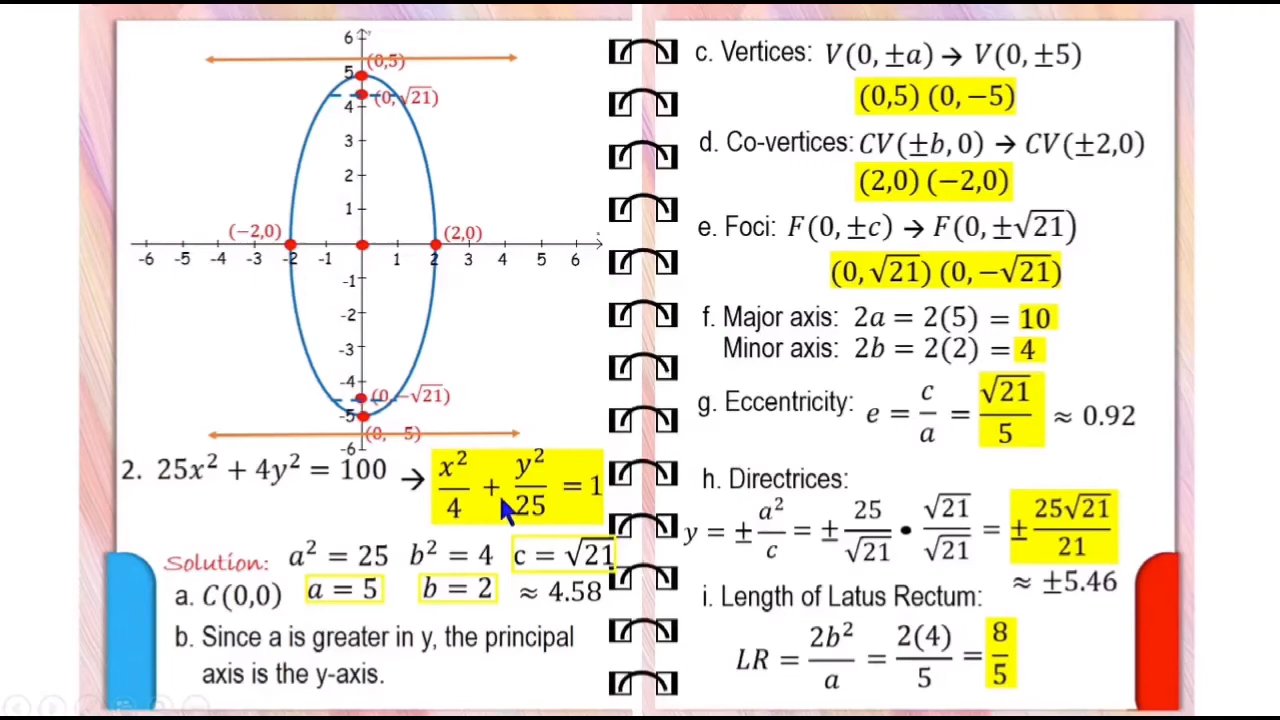 6
y
5
(0,5)
(0,√21)
4
3
2
1
(−2,0)
(2,0)
x
-6 -5 -4 -3 -2 -1 1 2 3 4 5 6
-1
-2
-3
-4
(0,−√21)
-5
(0,−5)
-6
2. 25x² + 4y² = 100 → x²/4 + y²/25 = 1
Solution: a² = 25 b² = 4 c = √21
a. C(0,0) a = 5 b = 2 ≈ 4.58
b. Since a is greater in y, the principal
axis is the y-axis.
c. Vertices: V(0, ±a) → V(0, ±5)
(0,5) (0, −5)
d. Co-vertices: CV(±b, 0) → CV(±2,0)
(2,0) (−2,0)
e. Foci: F(0, ±c) → F(0, ±√21)
(0, √21) (0, −√21)
f. Major axis: 2a = 2(5) = 10
Minor axis: 2b = 2(2) = 4
g. Eccentricity: e = c/a = √21/5 ≈ 0.92
h. Directrices:
y = ± a²/c = ± 25/√21 • √21/√21 = ± 25√21/21
≈ ±5.46
i. Length of Latus Rectum:
LR = 2b²/a = 2(4)/5 = 8/5